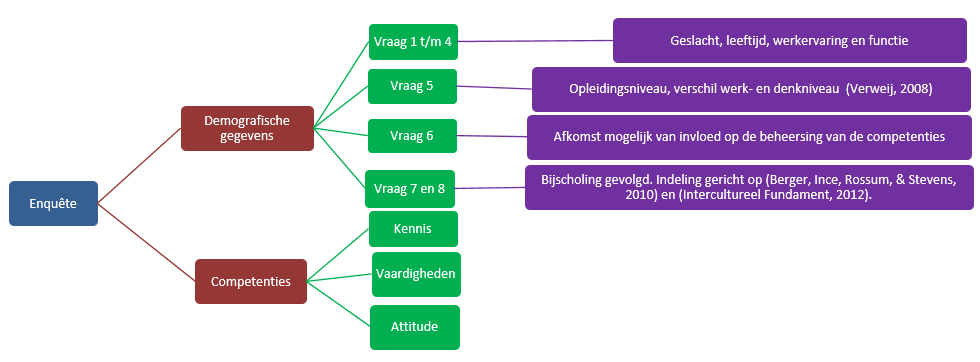 Enquête
Demografische
gegevens
Vraag 1 t/m 4
Geslacht, leeftijd, werkervaring en functie
Vraag 5
Opleidingsniveau, verschil werk- en denkniveau (Verweij, 2008)
Vraag 6
Afkomst mogelijk van invloed op de beheersing van de competenties
Vraag 7 en 8
Bijscholing gevolgd. Indeling gericht op (Berger, Ince, Rossum, & Stevens,
2010) en (Intercultureel Fundament, 2012).
Competenties
Kennis
Vaardigheden
Attitude